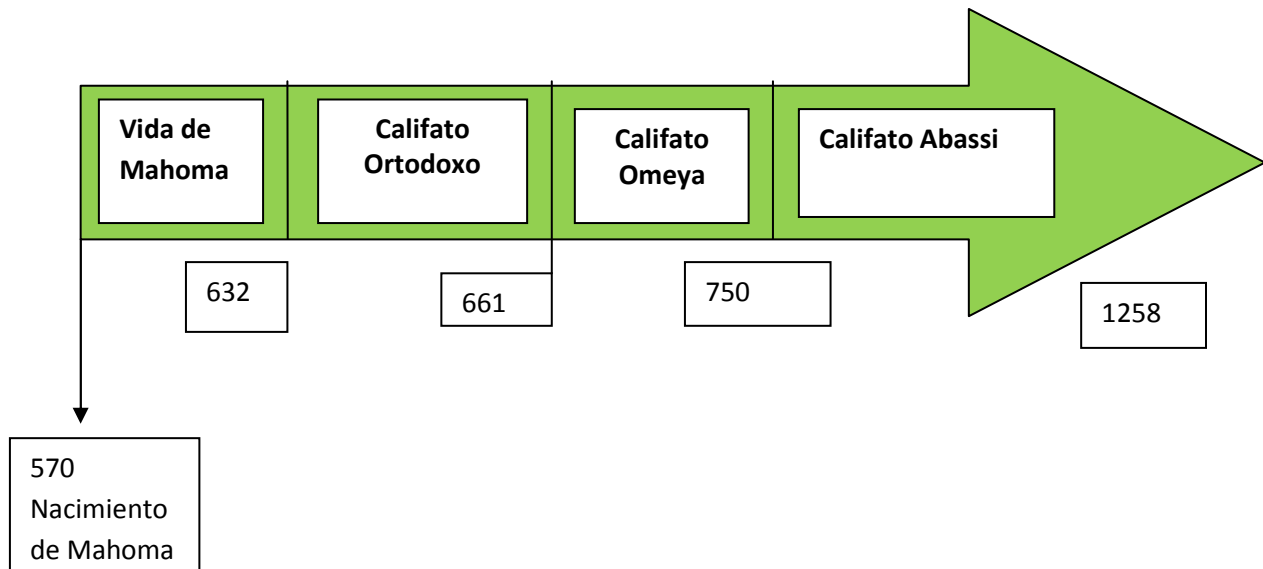 Vida de
Mahoma
Califato
Ortodoxo
Califato
Omeya
Califato Abassi
632
661
750
1258
570
Nacimiento
de Mahoma